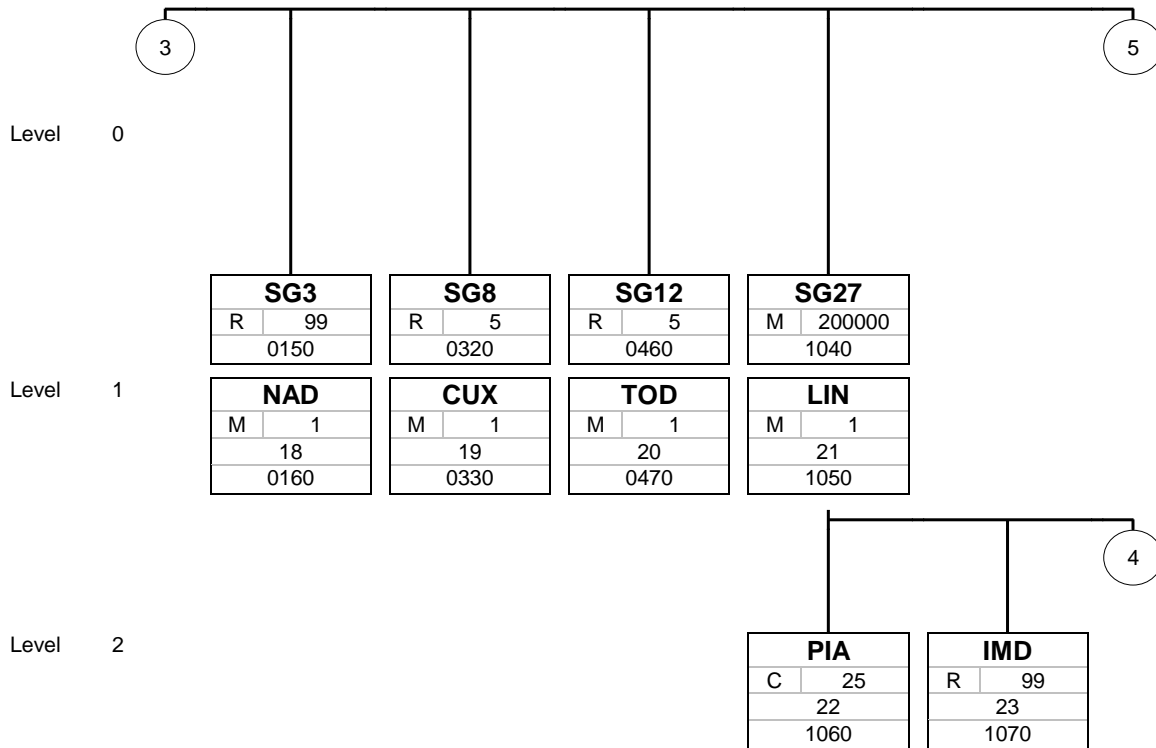 3 5
Level 0
SG3 SG8 SG12 SG27
R 99 R 5 R 5 M 200000
0150 0320 0460 1040
Level 1
NAD CUX TOD LIN
M 1 M 1 M 1 M 1
18 19 20 21
0160 0330 0470 1050
4
Level 2
PIA IMD
C 25 R 99
22 23
1060 1070